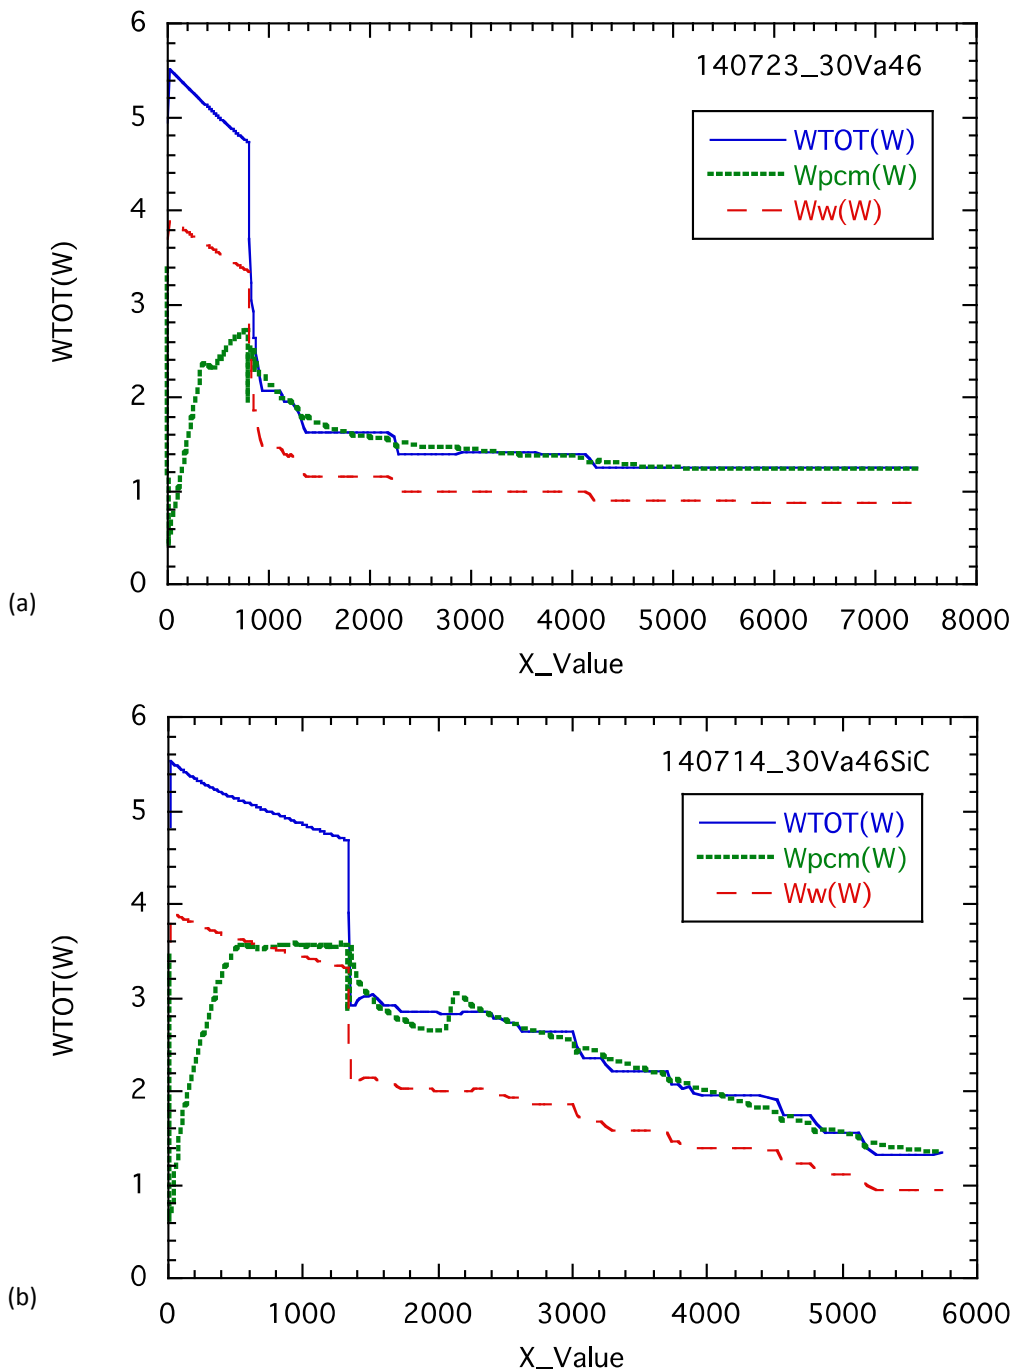 6
140723_30Va46
5
WTOT(W)
Wpcm(W)
Ww(W)
4
WTOT(W)
3
2
1
0
(a)
0 1000 2000 3000 4000 5000 6000 7000 8000
X_Value
6
140714_30Va46SiC
5
WTOT(W)
Wpcm(W)
Ww(W)
4
WTOT(W)
3
2
1
0
(b)
0 1000 2000 3000 4000 5000 6000
X_Value